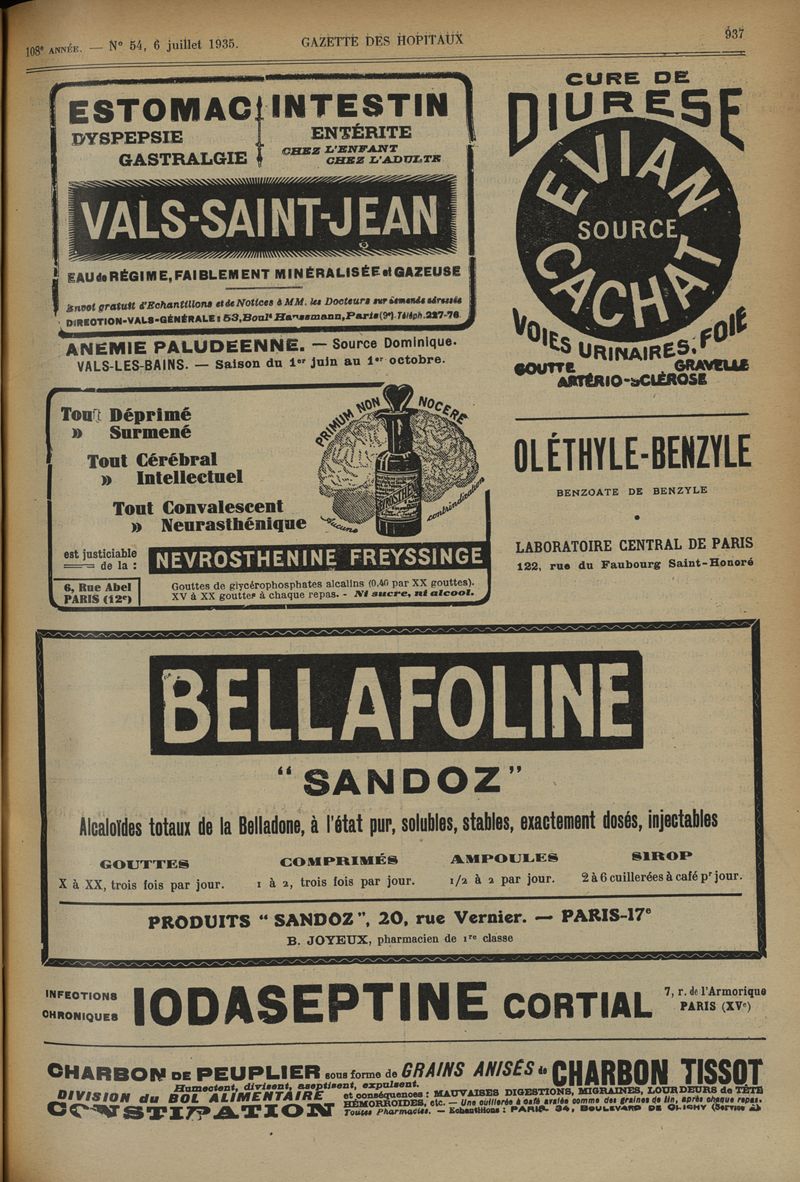 108e ANNÉE. — N° 54, 6 juillet 1935.
GAZETTE DES HOPITAUX
937
ESTOMAC INTESTIN
DYSPEPSIE
GASTRALGIE
ENTÉRITE
CHEZ L'ENFANT
CHEZ L'ADULTE
VALS-SAINT-JEAN
EAU de RÉGIME, FAIBLEMENT MINÉRALISÉE et GAZEUSE
Envoi gratuit d'Echantillons et de Notices à MM. les Docteurs sur demande adressée
DIRECTION-VALS-GÉNÉRALE : 53, Bould Haussmann, Paris (9e). Téléph. 227-76
ANEMIE PALUDEENNE. — Source Dominique.
VALS-LES-BAINS. — Saison du 1er juin au 1er octobre.
CURE DE
DIURESE
EVIAN
SOURCE
CACHAT
VOIES URINAIRES, FOIE
GOUTTE GRAVELLE
ARTÉRIO-SCLÉROSE
Tout Déprimé
» Surmené
Tout Cérébral
» Intellectuel
Tout Convalescent
» Neurasthénique
PRIMUM NON NOCERE
Aucune contrindication
est justiciable
de la :
NEVROSTHENINE FREYSSINGE
6, Rue Abel
PARIS (12e)
Gouttes de glycérophosphates alcalins (0,40 par XX gouttes).
XV à XX gouttes à chaque repas. - Ni sucre, ni alcool.
OLÉTHYLE-BENZYLE
BENZOATE DE BENZYLE
LABORATOIRE CENTRAL DE PARIS
122, rue du Faubourg Saint-Honoré
BELLAFOLINE
“ SANDOZ ”
Alcaloïdes totaux de la Belladone, à l'état pur, solubles, stables, exactement dosés, injectables
GOUTTES
X à XX, trois fois par jour.
COMPRIMÉS
1 à 2, trois fois par jour.
AMPOULES
1/2 à 2 par jour.
SIROP
2 à 6 cuillerées à café pr jour.
PRODUITS “ SANDOZ ”, 20, rue Vernier. — PARIS-17e
B. JOYEUX, pharmacien de 1re classe
INFECTIONS
CHRONIQUES
IODASEPTINE CORTIAL
7, r. de l'Armorique
PARIS (XVe)
CHARBON DE PEUPLIER sous forme de GRAINS ANISÉS de CHARBON TISSOT
Humectent, divisent, aseptisent, expulsent.
DIVISION du BOL ALIMENTAIRE et conséquences : MAUVAISES DIGESTIONS, MIGRAINES, LOURDEURS de TÊTE
CONSTIPATION
HÉMORROIDES, etc. — Une cuillerée à café avalée comme des graines de lin, après chaque repas.
Toutes Pharmacies. — Echantillons : PARIS, 34, BOULEVARD DE CLICHY (Service